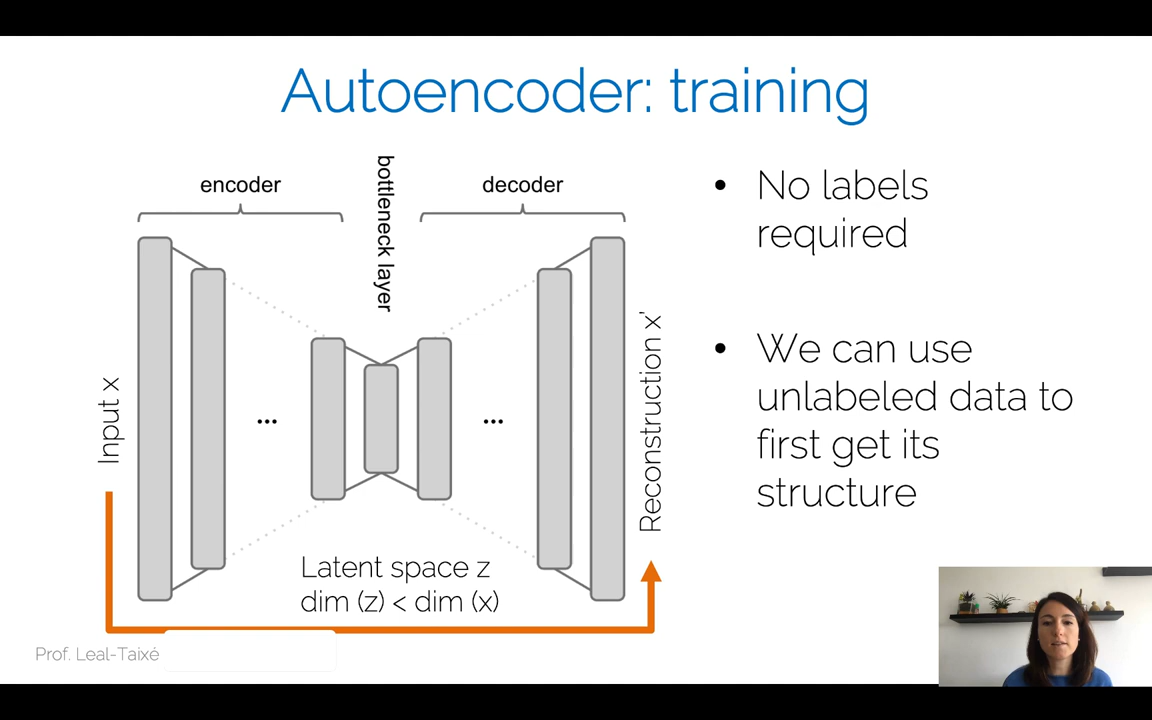 Autoencoder: training
encoder
bottleneck layer
decoder
Input x
...
...
Reconstruction x'
Latent space z
dim (z) < dim (x)
• No labels
required
• We can use
unlabeled data to
first get its
structure
Prof. Leal-Taixé